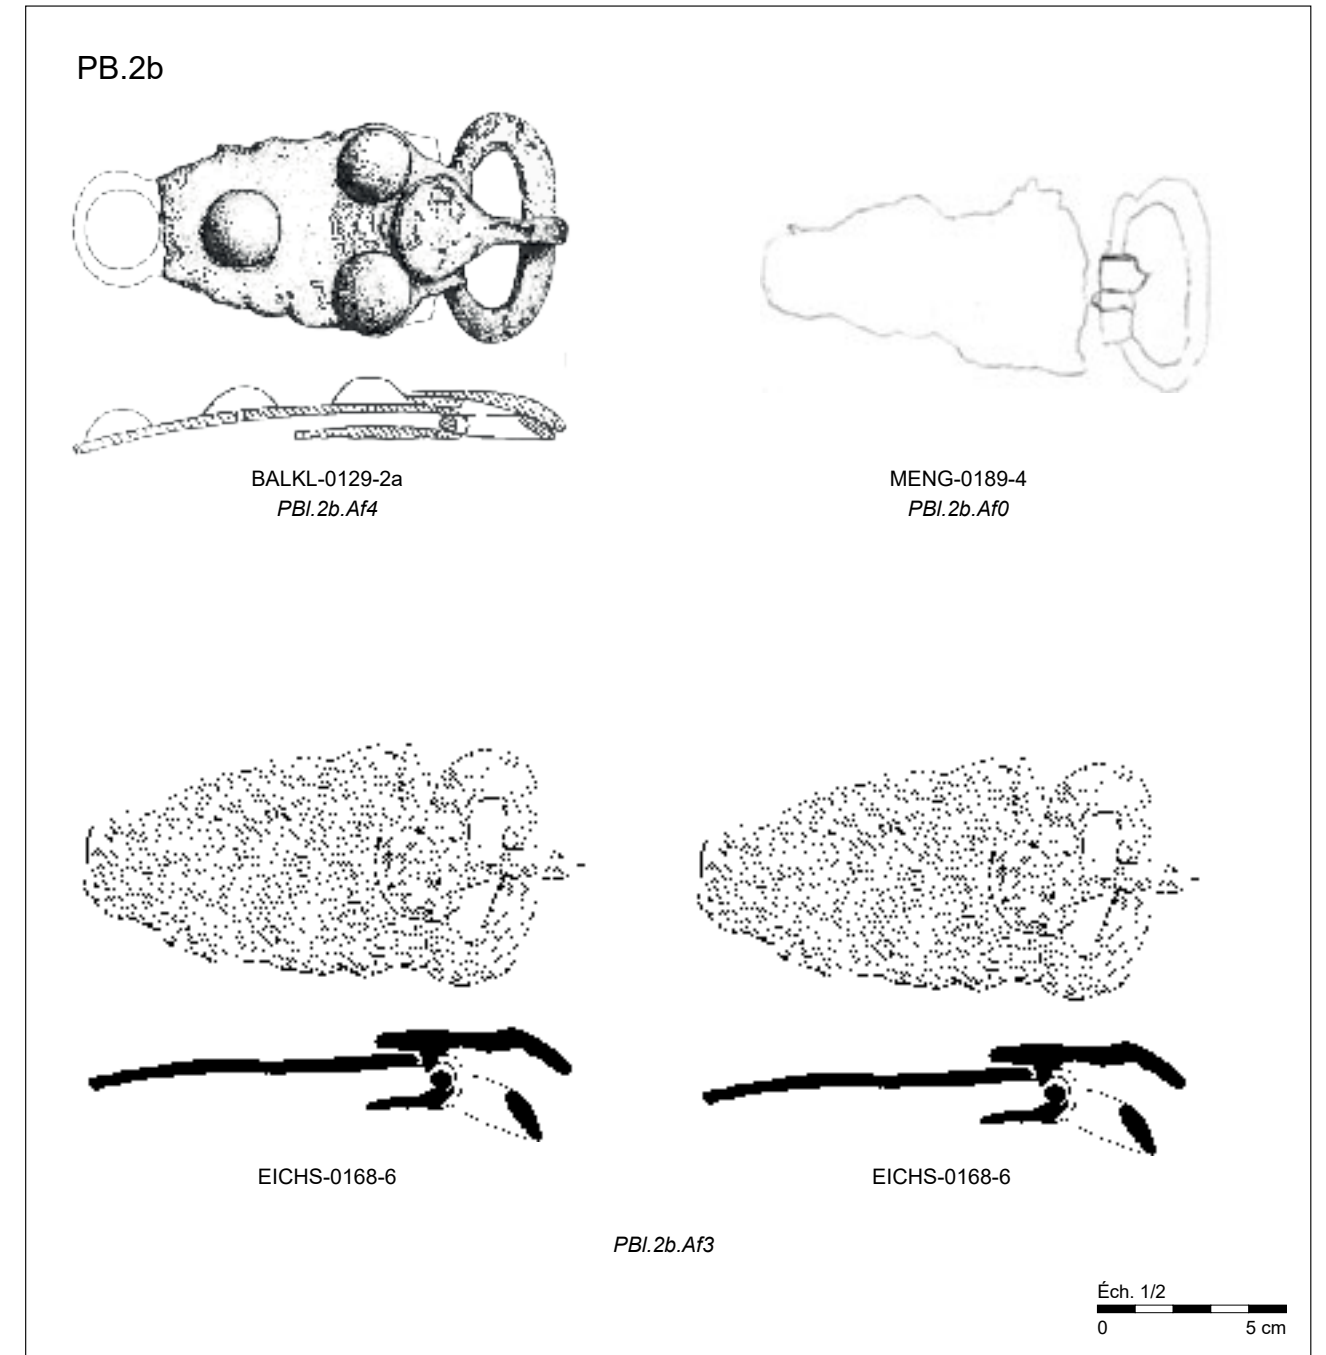 PB.2b
BALKL-0129-2a
PBl.2b.Af4
MENG-0189-4
PBl.2b.Af0
EICHS-0168-6
EICHS-0168-6
PBl.2b.Af3
Éch. 1/2
0 5 cm